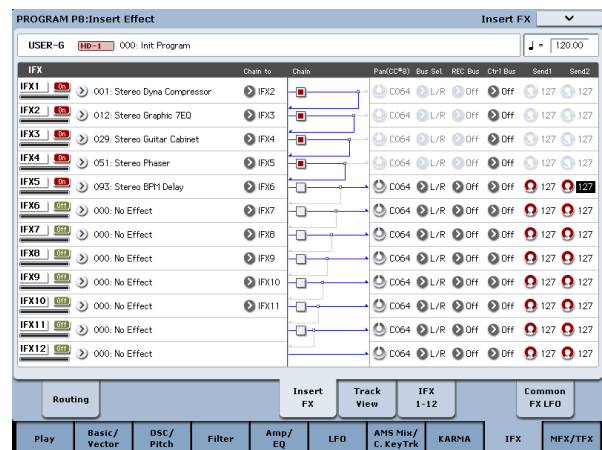 PROGRAM P8:Insert Effect Insert FX
USER-G HD-1 000: Init Program ♩ = 120.00
IFX Chain to Chain Pan(CC#8) Bus Sel. REC Bus Ctrl Bus Send1 Send2
IFX1 On 001: Stereo Dyna Compressor IFX2 C064 L/R Off Off 127 127
IFX2 On 012: Stereo Graphic 7EQ IFX3 C064 L/R Off Off 127 127
IFX3 On 029: Stereo Guitar Cabinet IFX4 C064 L/R Off Off 127 127
IFX4 On 051: Stereo Phaser IFX5 C064 L/R Off Off 127 127
IFX5 On 093: Stereo BPM Delay IFX6 C064 L/R Off Off 127 127
IFX6 Off 000: No Effect IFX7 C064 L/R Off Off 127 127
IFX7 Off 000: No Effect IFX8 C064 L/R Off Off 127 127
IFX8 Off 000: No Effect IFX9 C064 L/R Off Off 127 127
IFX9 Off 000: No Effect IFX10 C064 L/R Off Off 127 127
IFX10 Off 000: No Effect IFX11 C064 L/R Off Off 127 127
IFX11 Off 000: No Effect C064 L/R Off Off 127 127
IFX12 Off 000: No Effect C064 L/R Off Off 127 127
Routing
Insert
FX
Track
View
IFX
1-12
Common
FX LFO
Play
Basic/
Vector
OSC/
Pitch
Filter
Amp/
EQ
LFO
AMS Mix/
C. KeyTrk
KARMA
IFX
MFX/TFX